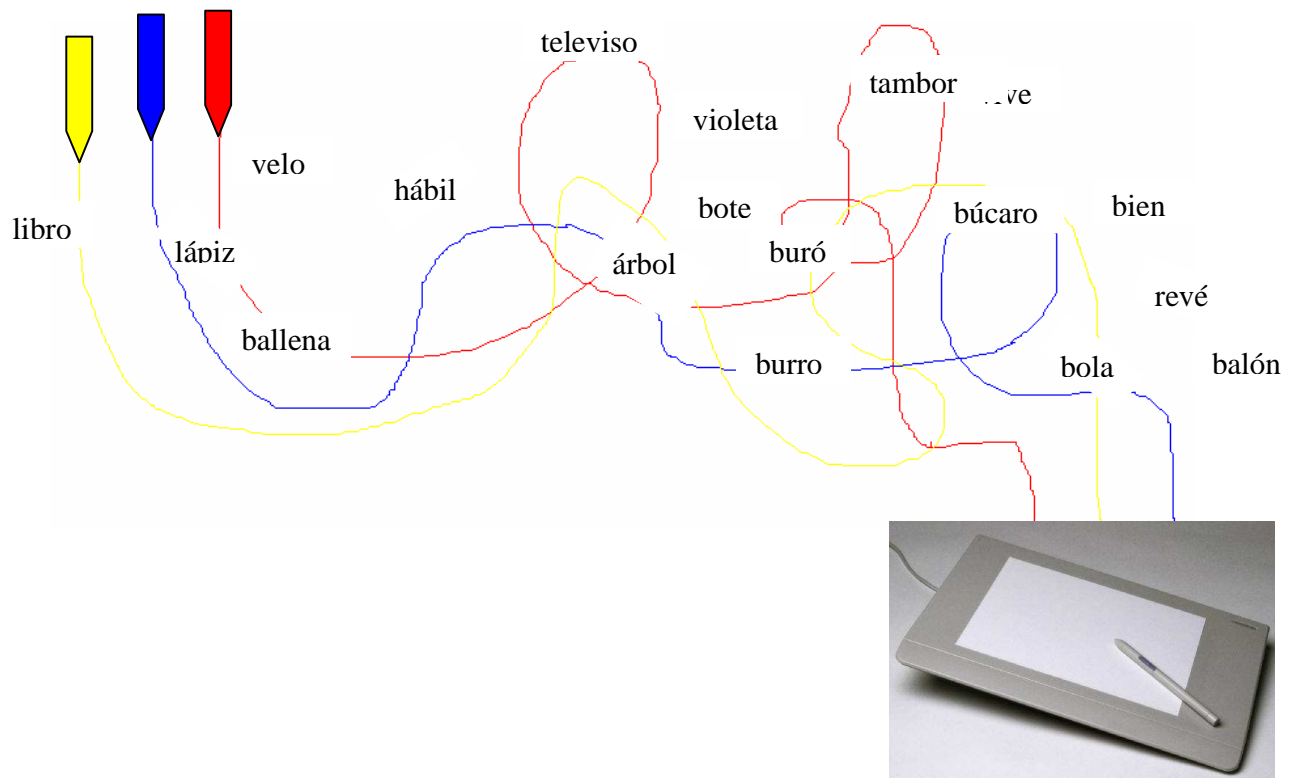 televiso
tambor
violeta
velo
hábil
bote
búcaro
bien
libro
lápiz
árbol
buró
revé
ballena
burro
bola
balón